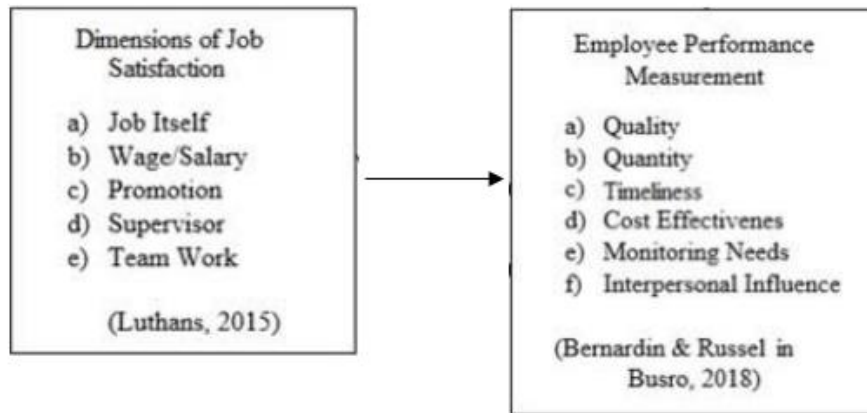 Dimensions of Job
Satisfaction
a) Job Itself
b) Wage/Salary
c) Promotion
d) Supervisor
e) Team Work
(Luthans, 2015)
Employee Performance
Measurement
a) Quality
b) Quantity
c) Timeliness
d) Cost Effectivenes
e) Monitoring Needs
f) Interpersonal Influence
(Bernardin & Russel in
Busro, 2018)